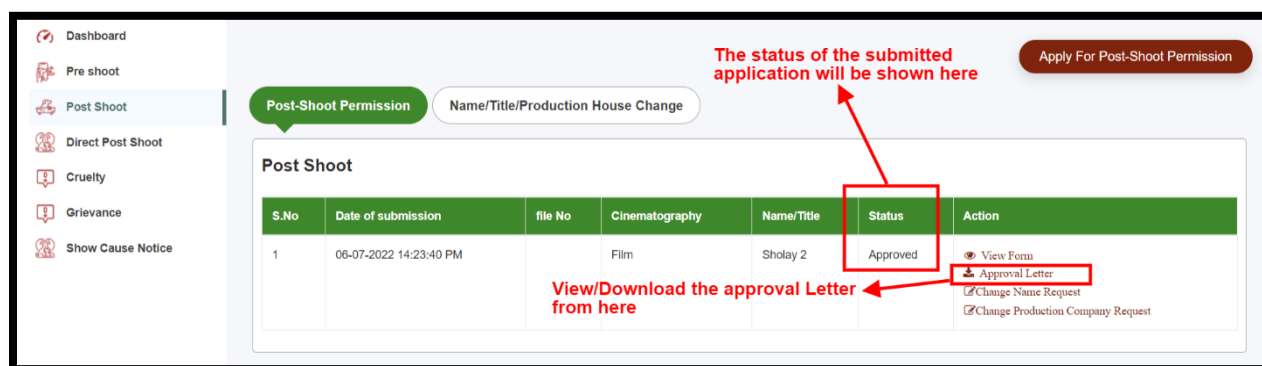 Dashboard
Pre shoot
Post Shoot
Direct Post Shoot
Cruelty
Grievance
Show Cause Notice
The status of the submitted
application will be shown here
Apply For Post-Shoot Permission
Post-Shoot Permission
Name/Title/Production House Change
Post Shoot
S.No Date of submission file No Cinematography Name/Title Status Action
1 06-07-2022 14:23:40 PM Film Sholay 2 Approved View Form
Approval Letter
Change Name Request
Change Production Company Request
View/Download the approval Letter
from here